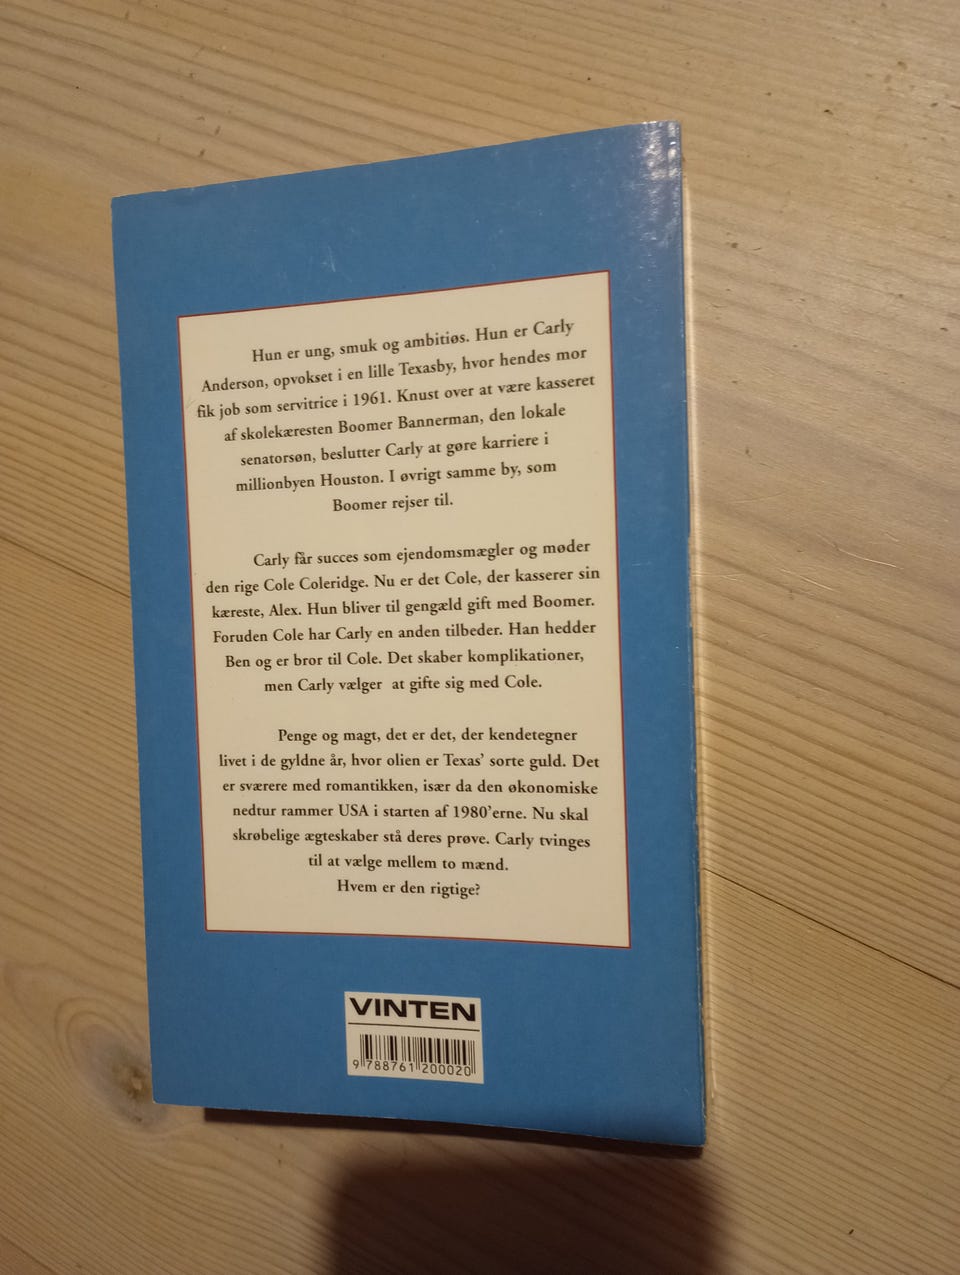 Hun er ung, smuk og ambitiøs. Hun er Carly
Anderson, opvokset i en lille Texasby, hvor hendes mor
fik job som servitrice i 1961. Knust over at være kasseret
af skolekæresten Boomer Bannerman, den lokale
senatorsøn, beslutter Carly at gøre karriere i
millionbyen Houston. I øvrigt samme by, som
Boomer rejser til.
Carly får succes som ejendomsmægler og møder
den rige Cole Coleridge. Nu er det Cole, der kasserer sin
kæreste, Alex. Hun bliver til gengæld gift med Boomer.
Foruden Cole har Carly en anden tilbeder. Han hedder
Ben og er bror til Cole. Det skaber komplikationer,
men Carly vælger at gifte sig med Cole.
Penge og magt, det er det, der kendetegner
livet i de gyldne år, hvor olien er Texas' sorte guld. Det
er sværere med romantikken, især da den økonomiske
nedtur rammer USA i starten af 1980'erne. Nu skal
skrøbelige ægteskaber stå deres prøve. Carly tvinges
til at vælge mellem to mænd.
Hvem er den rigtige?
VINTEN
9 788761 200020